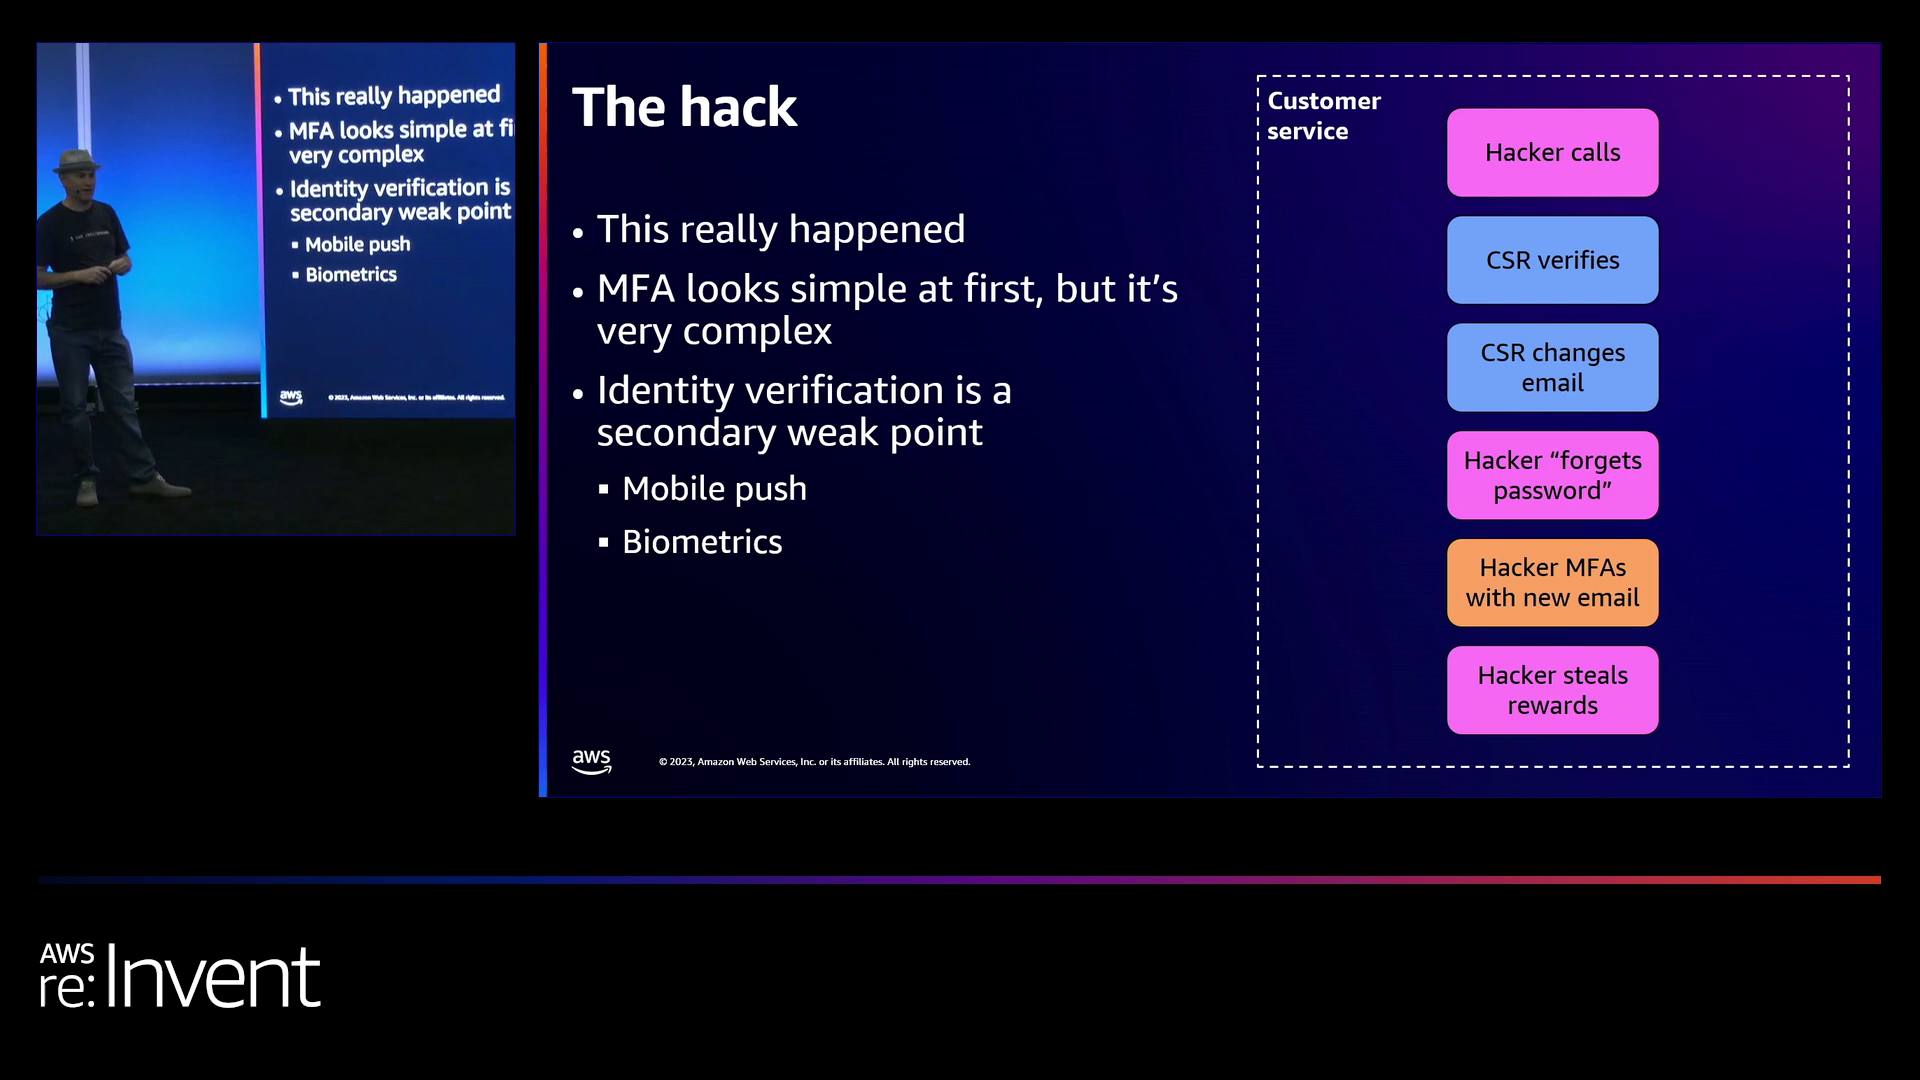 • This really happened
• MFA looks simple at fi
very complex
• Identity verification is
secondary weak point
▪ Mobile push
▪ Biometrics
aws
© 2023, Amazon Web Services, Inc. or its affiliates. All rights reserved.
The hack
• This really happened
• MFA looks simple at first, but it’s
very complex
• Identity verification is a
secondary weak point
▪ Mobile push
▪ Biometrics
aws
© 2023, Amazon Web Services, Inc. or its affiliates. All rights reserved.
Customer
service
Hacker calls
CSR verifies
CSR changes
email
Hacker “forgets
password”
Hacker MFAs
with new email
Hacker steals
rewards
AWS
re:Invent